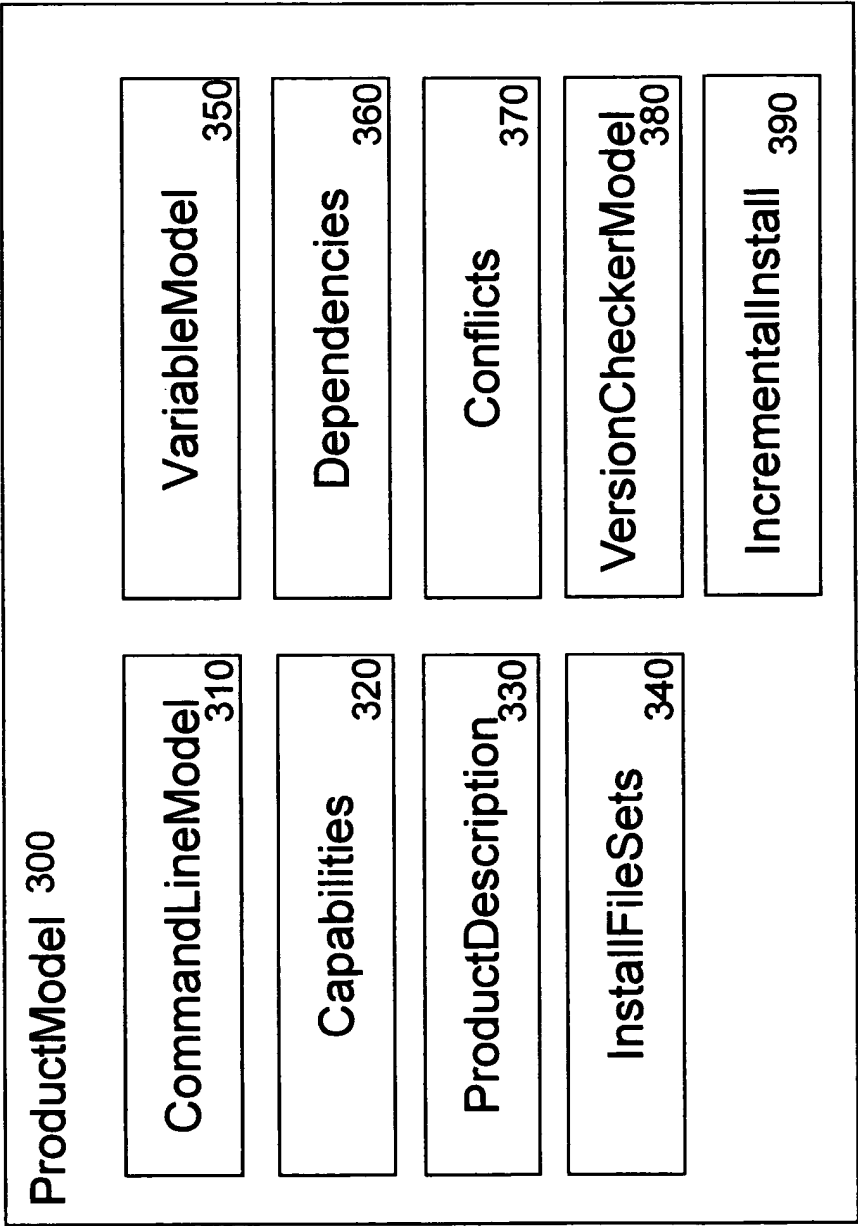 ProductModel 300
CommandLineModel
310
Capabilities
320
ProductDescription
330
InstallFileSets
340
VariableModel
350
Dependencies
360
Conflicts
370
VersionCheckerModel
380
IncrementalInstall 390